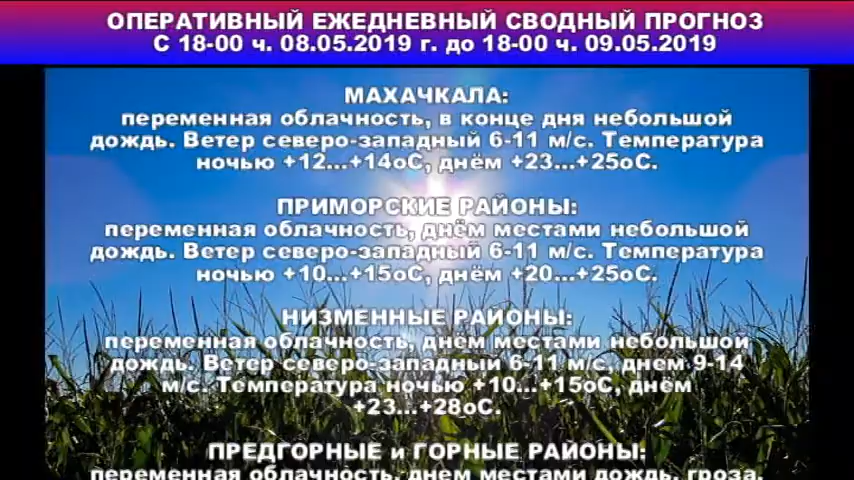 ОПЕРАТИВНЫЙ ЕЖЕДНЕВНЫЙ СВОДНЫЙ ПРОГНОЗ
С 18-00 ч. 08.05.2019 г. до 18-00 ч. 09.05.2019
МАХАЧКАЛА:
переменная облачность, в конце дня небольшой
дождь. Ветер северо-западный 6-11 м/с. Температура
ночью +12...+14оС, днём +23...+25оС.
ПРИМОРСКИЕ РАЙОНЫ:
переменная облачность, днём местами небольшой
дождь. Ветер северо-западный 6-11 м/с. Температура
ночью +10...+15оС, днём +20...+25оС.
НИЗМЕННЫЕ РАЙОНЫ:
переменная облачность, днем местами небольшой
дождь. Ветер северо-западный 6-11 м/с, днем 9-14
м/с. Температура ночью +10...+15оС, днём
+23...+28оС.
ПРЕДГОРНЫЕ и ГОРНЫЕ РАЙОНЫ:
переменная облачность, днем местами дождь, гроза,